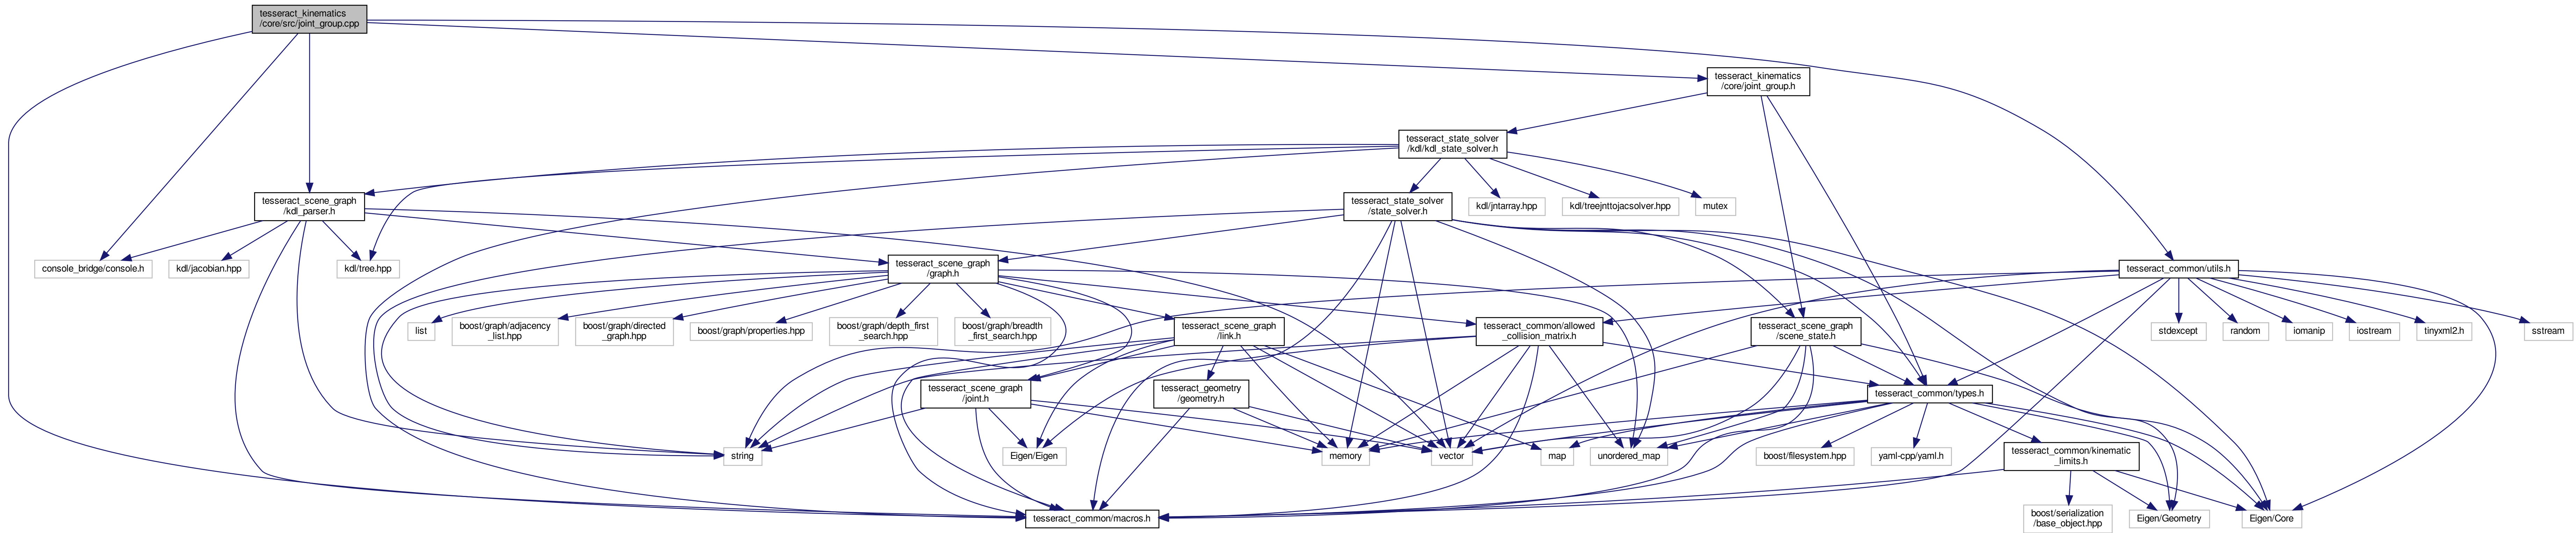 tesseract_kinematics
/core/src/joint_group.cpp
tesseract_kinematics
/core/joint_group.h
tesseract_state_solver
/kdl/kdl_state_solver.h
tesseract_scene_graph
/kdl_parser.h
tesseract_state_solver
/state_solver.h
kdl/jntarray.hpp
kdl/treejnttojacsolver.hpp
mutex
console_bridge/console.h
kdl/jacobian.hpp
kdl/tree.hpp
tesseract_scene_graph
/graph.h
tesseract_common/utils.h
list
boost/graph/adjacency
_list.hpp
boost/graph/directed
_graph.hpp
boost/graph/properties.hpp
boost/graph/depth_first
_search.hpp
boost/graph/breadth
_first_search.hpp
tesseract_scene_graph
/link.h
tesseract_common/allowed
_collision_matrix.h
tesseract_scene_graph
/scene_state.h
stdexcept
random
iomanip
iostream
tinyxml2.h
sstream
tesseract_scene_graph
/joint.h
tesseract_geometry
/geometry.h
tesseract_common/types.h
string
Eigen/Eigen
memory
vector
map
unordered_map
boost/filesystem.hpp
yaml-cpp/yaml.h
tesseract_common/kinematic
_limits.h
tesseract_common/macros.h
boost/serialization
/base_object.hpp
Eigen/Geometry
Eigen/Core